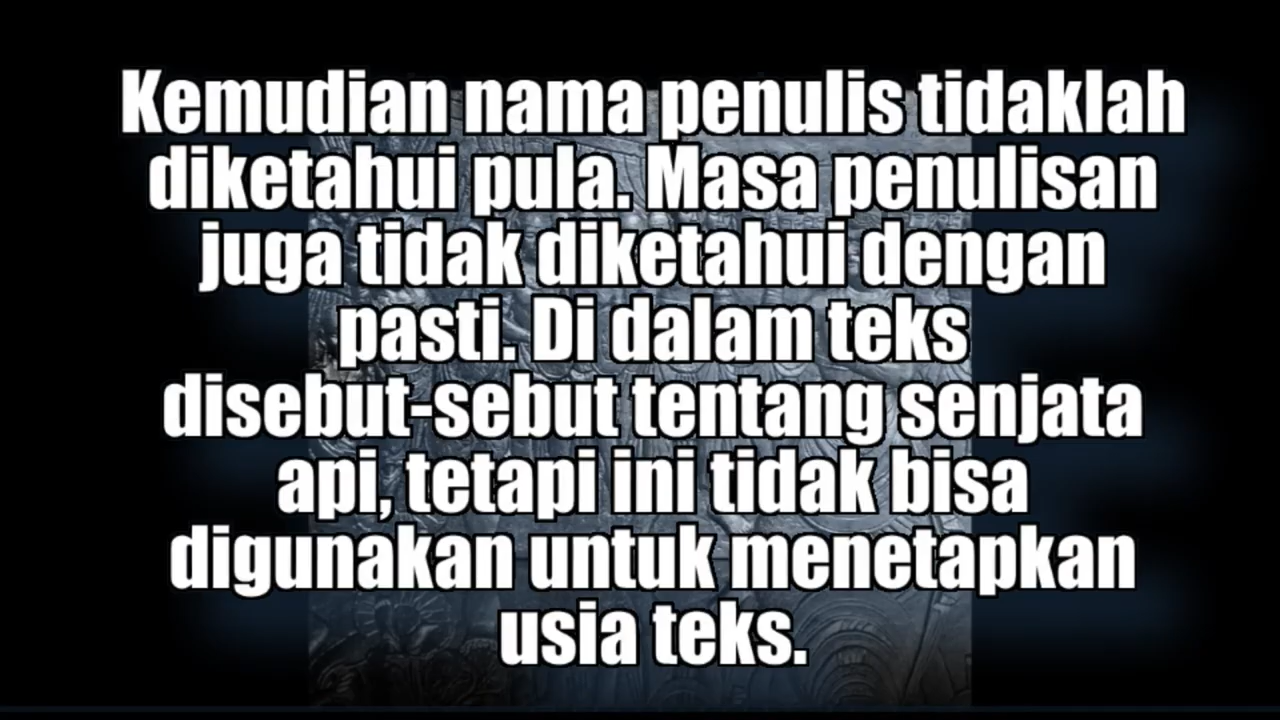 Kemudian nama penulis tidaklah
diketahui pula. Masa penulisan
juga tidak diketahui dengan
pasti. Di dalam teks
disebut-sebut tentang senjata
api, tetapi ini tidak bisa
digunakan untuk menetapkan
usia teks.